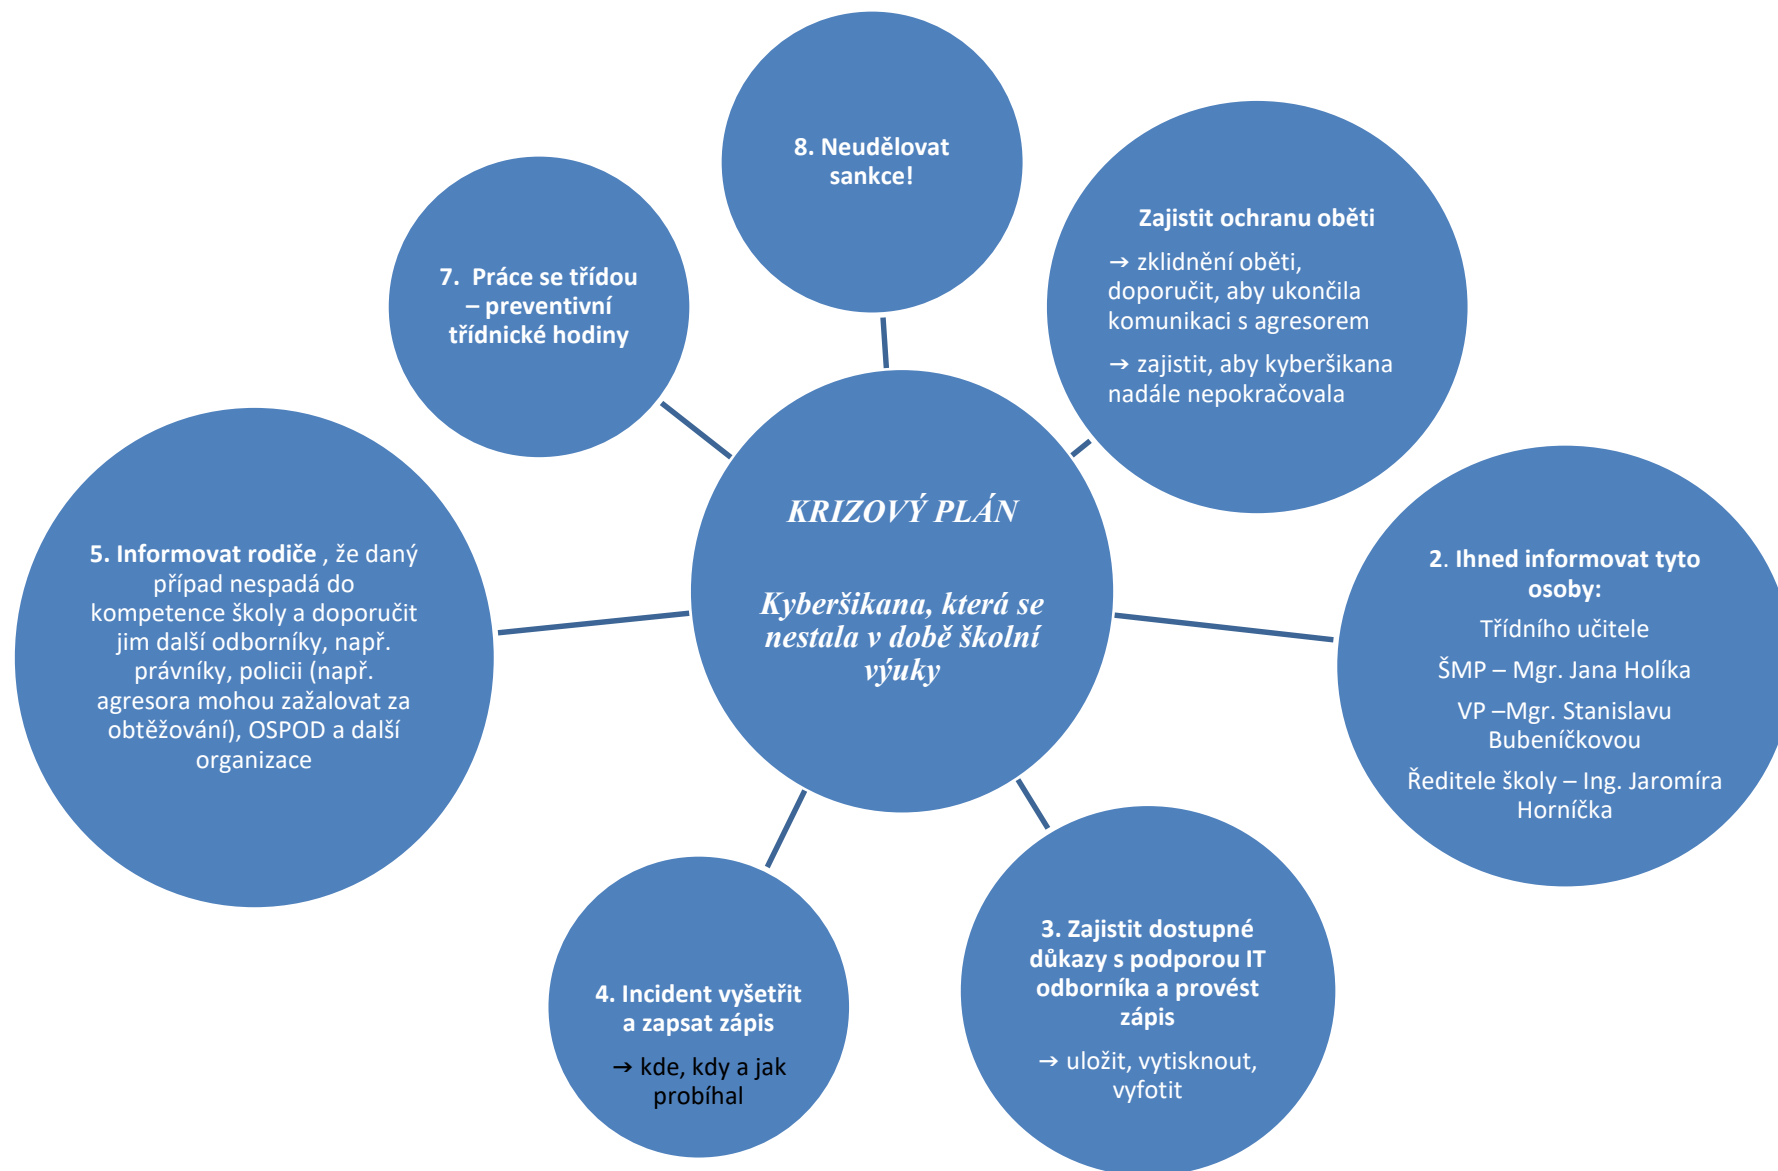 KRIZOVÝ PLÁN
Kyberšikana, která se
nestala v době školní
výuky
Zajistit ochranu oběti
→ zklidnění oběti,
doporučit, aby ukončila
komunikaci s agresorem
→ zajistit, aby kyberšikana
nadále nepokračovala
2. Ihned informovat tyto
osoby:
Třídního učitele
ŠMP – Mgr. Jana Holíka
VP –Mgr. Stanislavu
Bubeníčkovou
Ředitele školy – Ing. Jaromíra
Horníčka
3. Zajistit dostupné
důkazy s podporou IT
odborníka a provést
zápis
→ uložit, vytisknout,
vyfotit
4. Incident vyšetřit
a zapsat zápis
→ kde, kdy a jak
probíhal
5. Informovat rodiče , že daný
případ nespadá do
kompetence školy a doporučit
jim další odborníky, např.
právníky, policii (např.
agresora mohou zažalovat za
obtěžování), OSPOD a další
organizace
7. Práce se třídou
– preventivní
třídnické hodiny
8. Neudělovat
sankce!